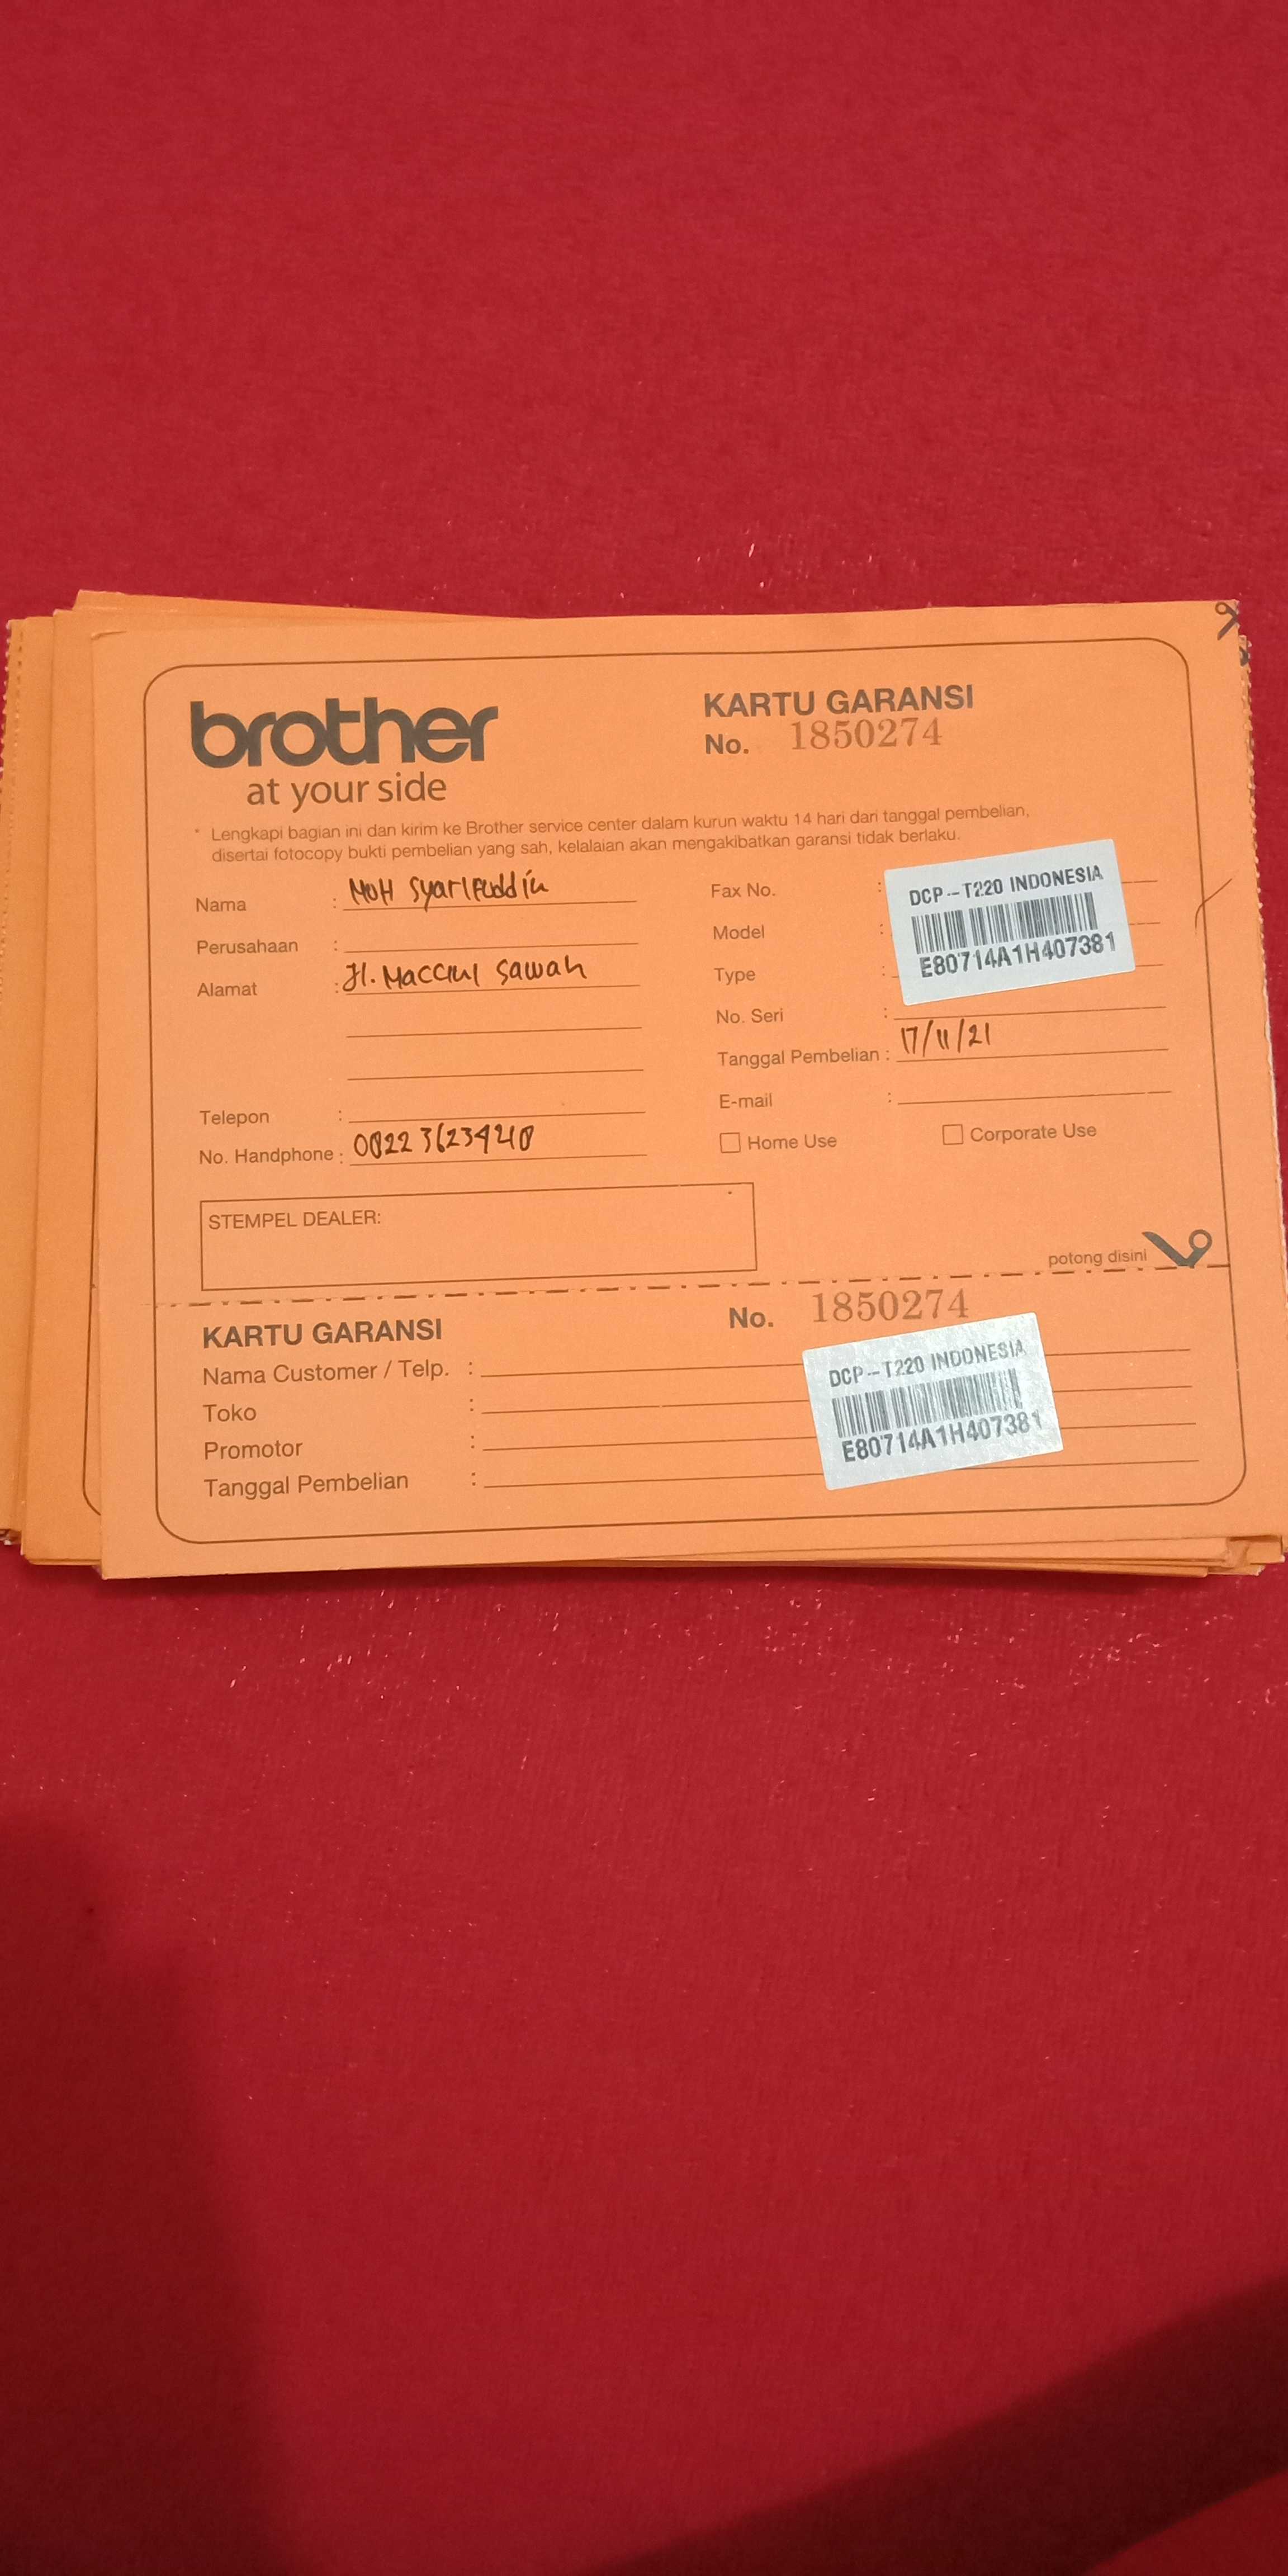 brother
at your side
KARTU GARANSI
No. 1850274
* Lengkapi bagian ini dan kirim ke Brother service center dalam kurun waktu 14 hari dari tanggal pembelian,
disertai fotocopy bukti pembelian yang sah, kelalaian akan mengakibatkan garansi tidak berlaku.
Nama : MOH Syarifuddin
Perusahaan :
Alamat : Jl. Maccini Sawah
Telepon :
No. Handphone :
Fax No. :
Model :
Type :
No. Seri :
DCP-T220 INDONESIA
E80714A1H407381
Tanggal Pembelian : 17/11/21
E-mail :
Home Use
Corporate Use
STEMPEL DEALER:
potong disini
KARTU GARANSI
No. 1850274
Nama Customer / Telp. :
Toko :
Promotor :
Tanggal Pembelian :
DCP-T220 INDONESIA
E80714A1H407381